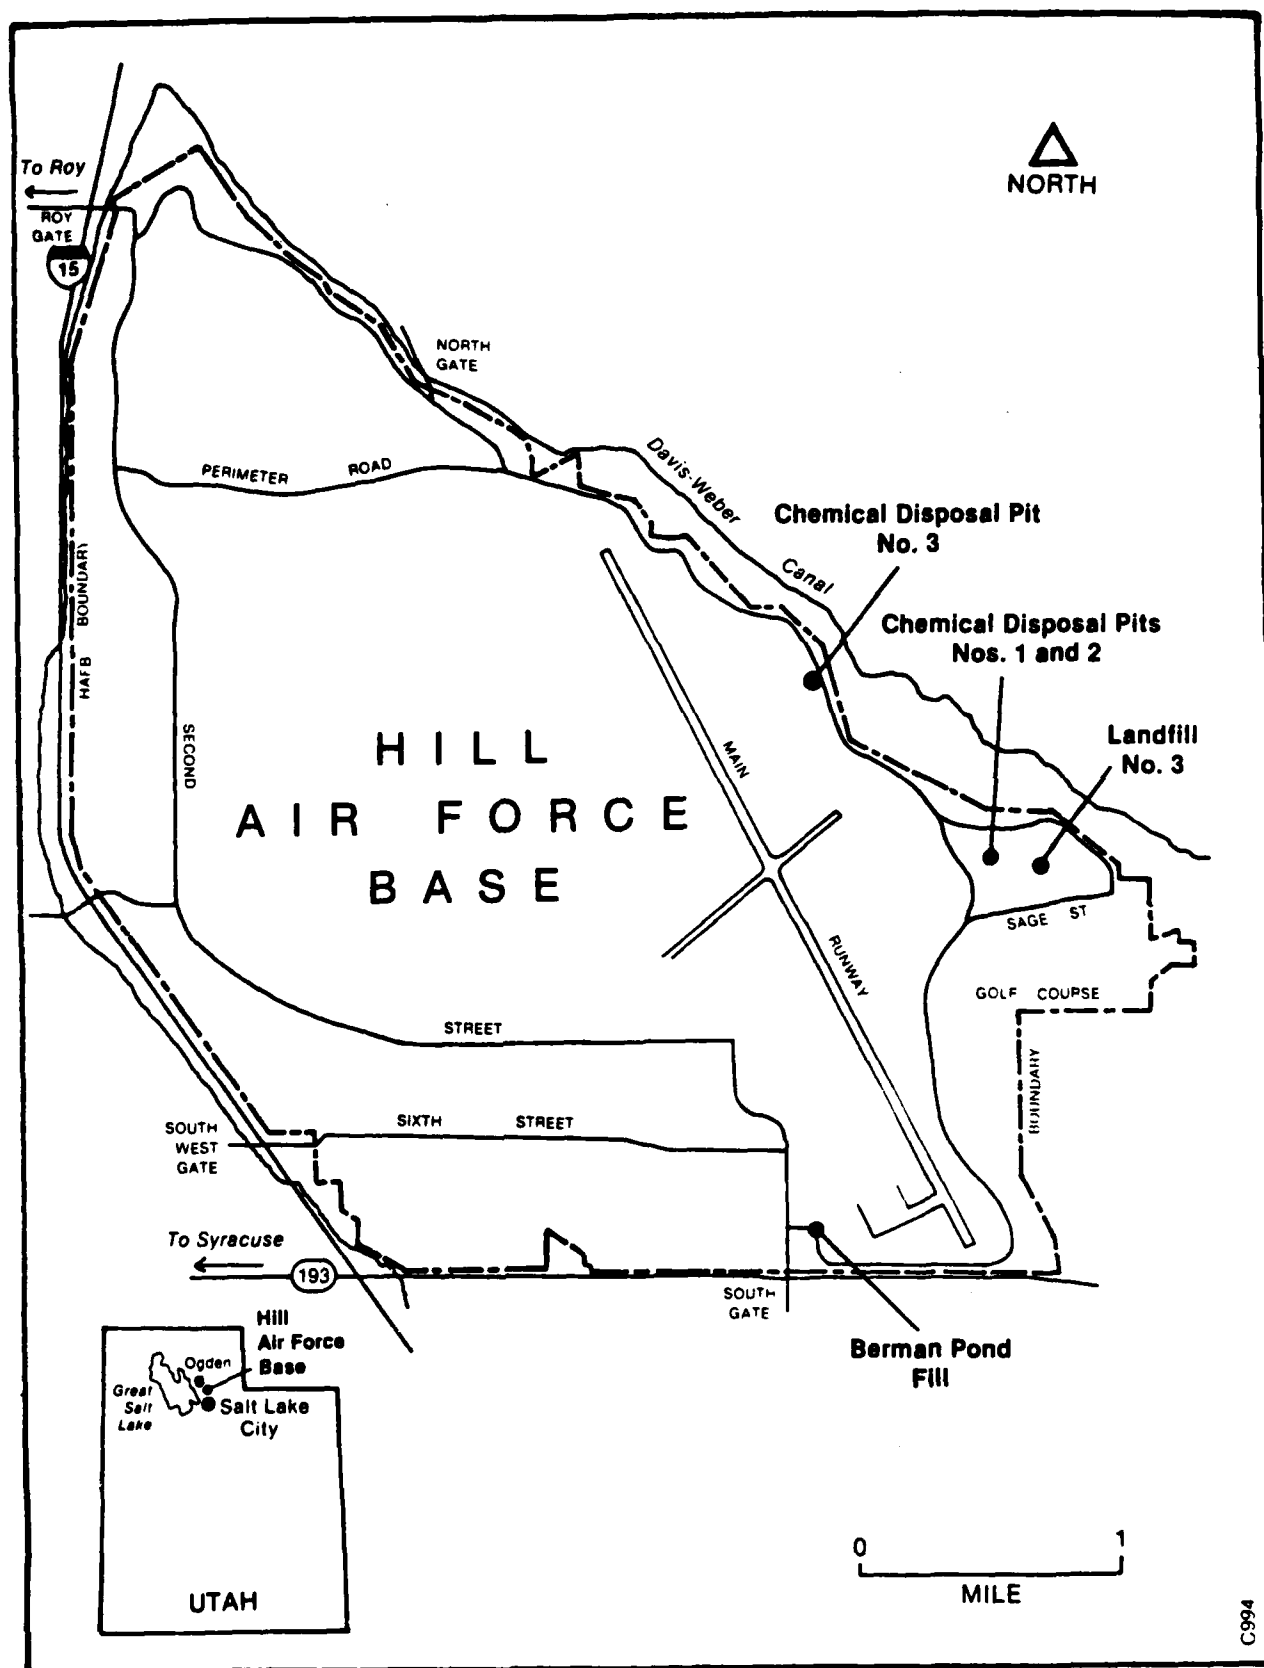 To Roy
NORTH
ROY
GATE
15
NORTH
GATE
PERIMETER ROAD
Davis-Weber
Canal
Chemical Disposal Pit
No. 3
Chemical Disposal Pits
Nos. 1 and 2
HAFB BOUNDARY
SECOND
Landfill
No. 3
HILL
AIR FORCE
BASE
MAIN
SAGE ST
RUNWAY
GOLF COURSE
STREET
BOUNDARY
SOUTH
WEST
GATE
SIXTH STREET
To Syracuse
193
SOUTH
GATE
Berman Pond
Fill
Hill
Air Force
Base
Ogden
Great
Salt
Lake
Salt Lake
City
UTAH
0 1
MILE
C994